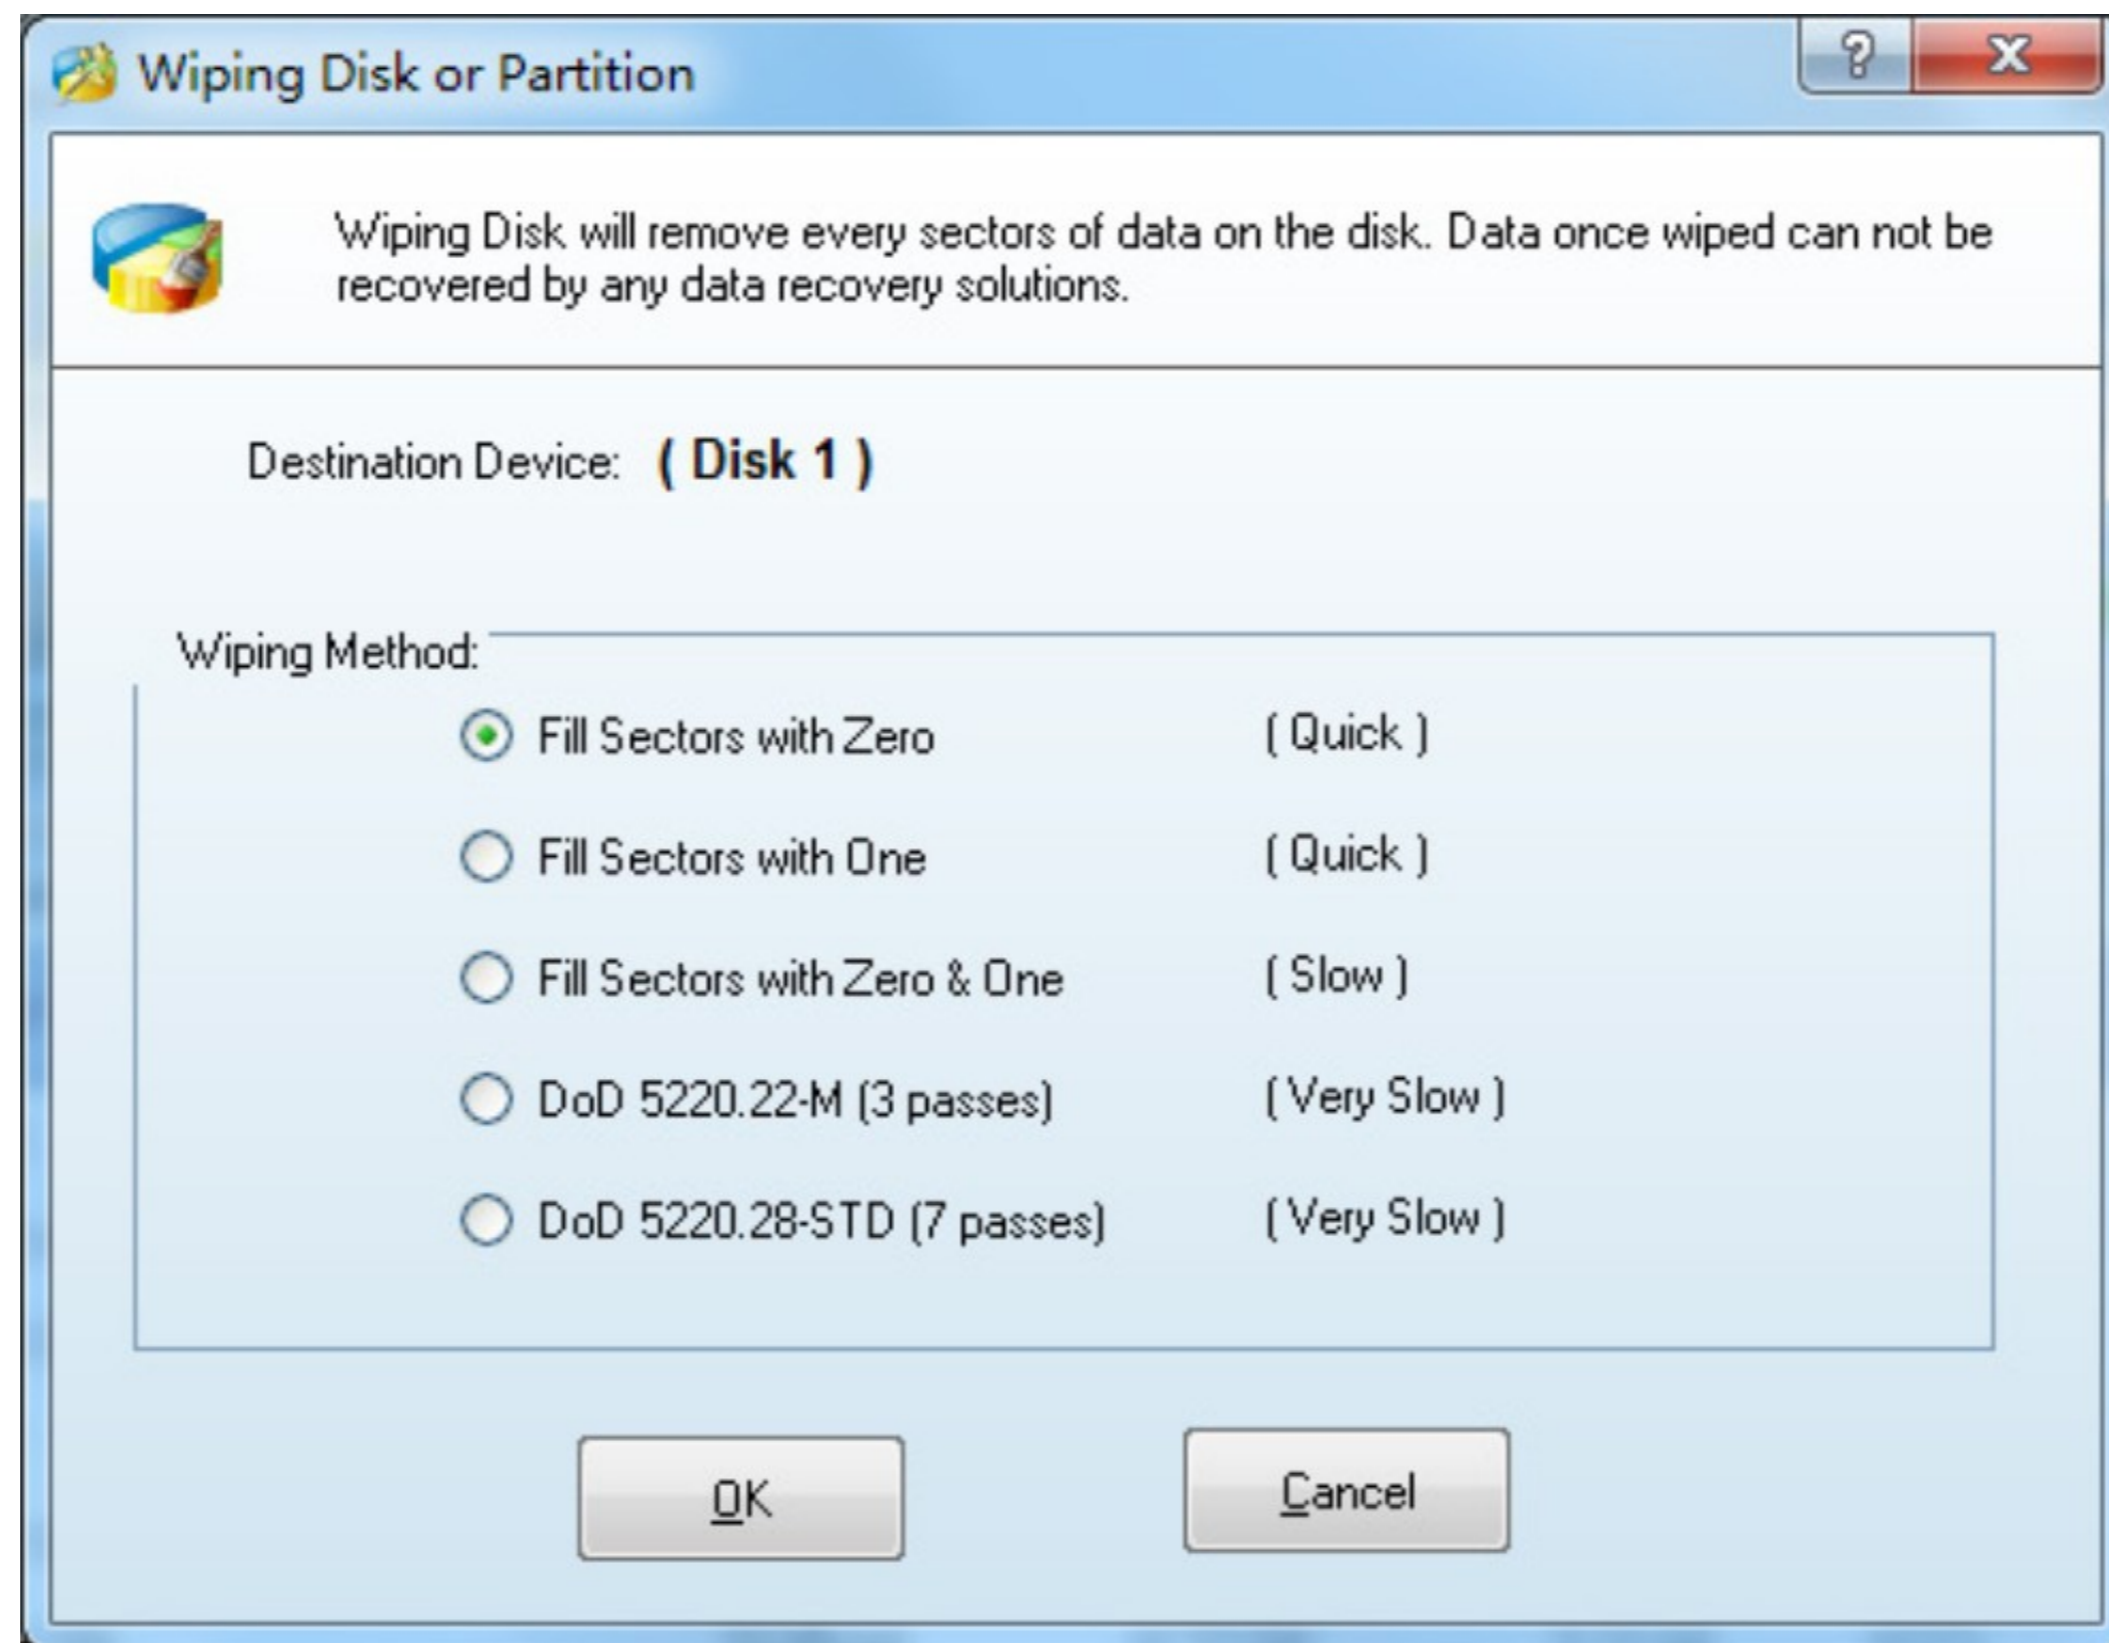 Wiping Disk or Partition
Wiping Disk will remove every sectors of data on the disk. Data once wiped can not be
recovered by any data recovery solutions.
Destination Device: ( Disk 1 )
Wiping Method:
Fill Sectors with Zero ( Quick )
Fill Sectors with One ( Quick )
Fill Sectors with Zero & One ( Slow )
DoD 5220.22-M (3 passes) ( Very Slow )
DoD 5220.28-STD (7 passes) ( Very Slow )
OK Cancel